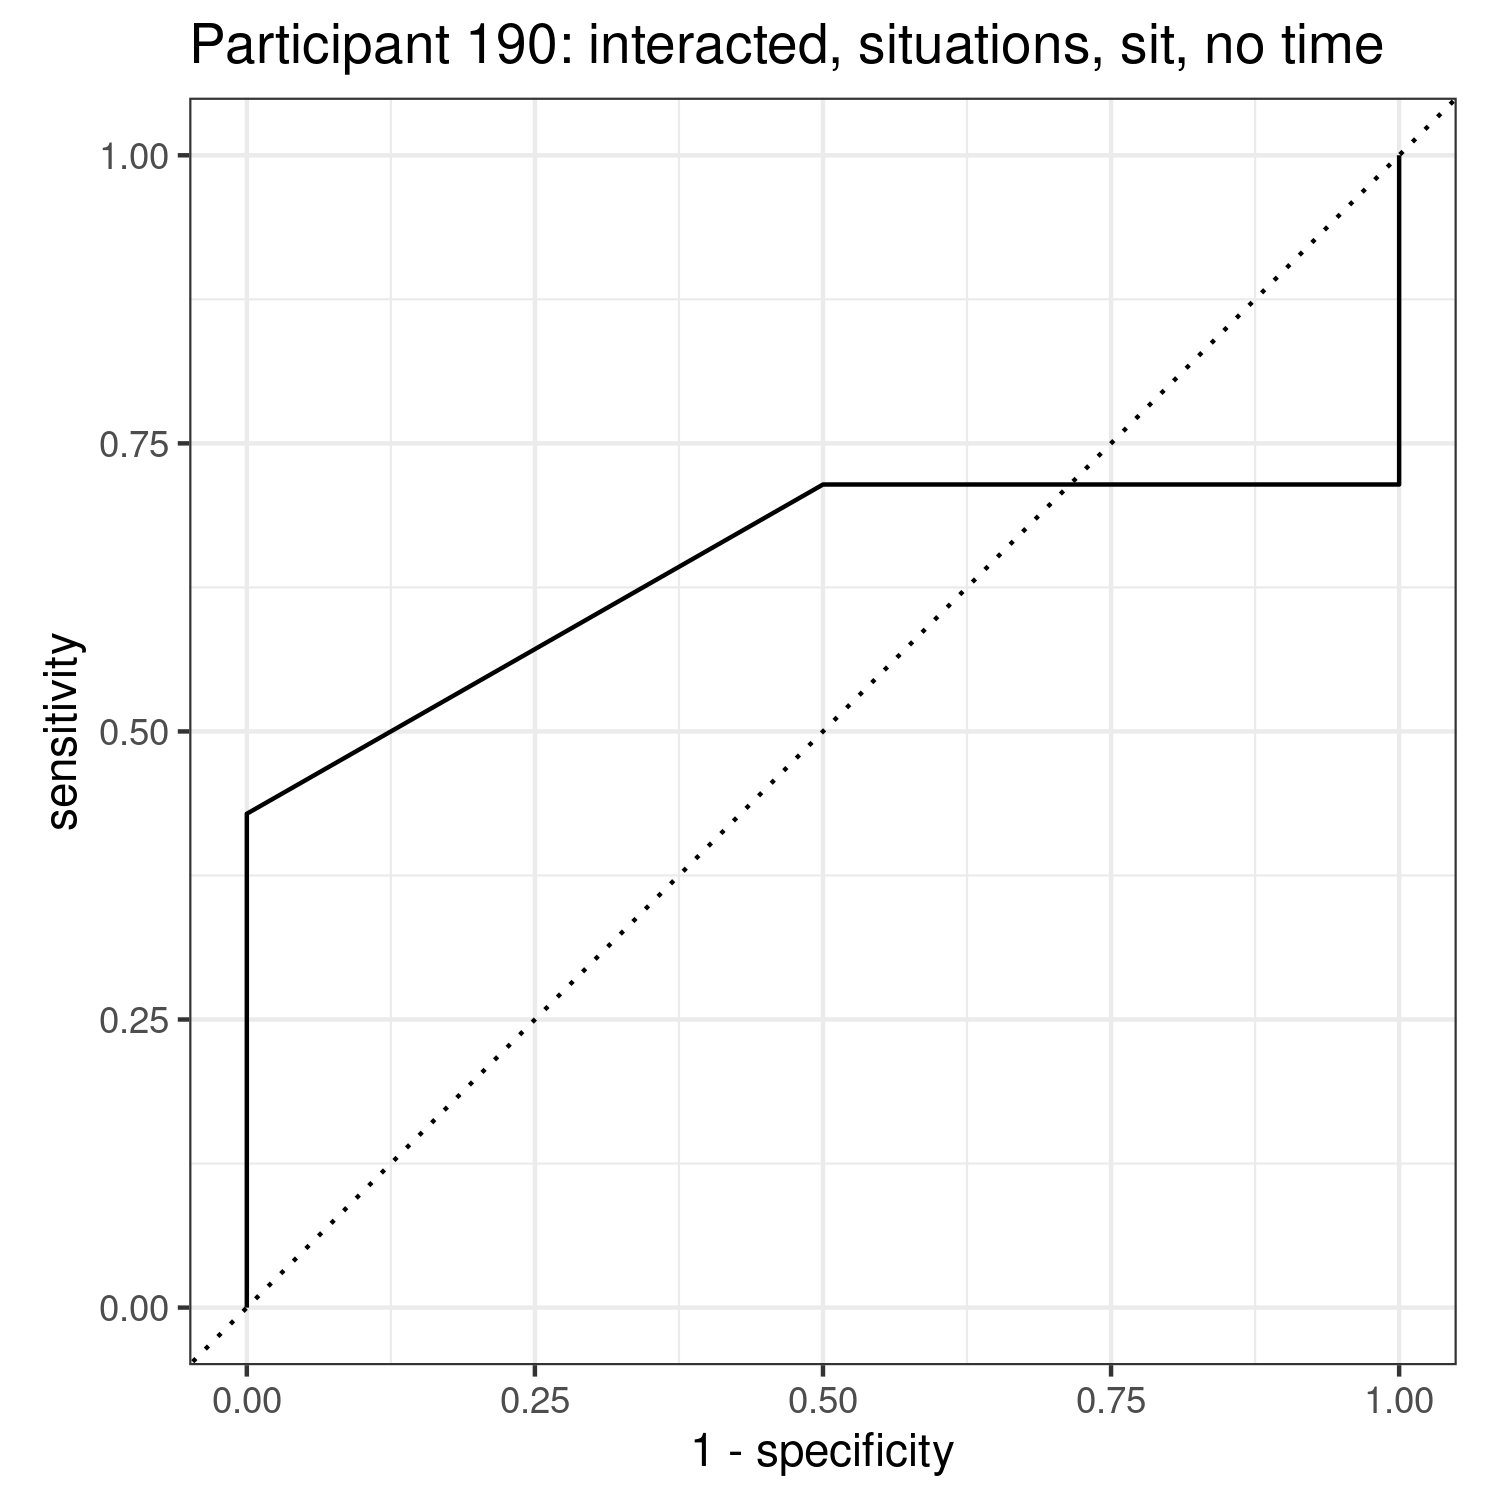 Participant 190: interacted, situations, sit, no time
1.00
0.75
0.50
0.25
0.00
sensitivity
0.00 0.25 0.50 0.75 1.00
1 - specificity